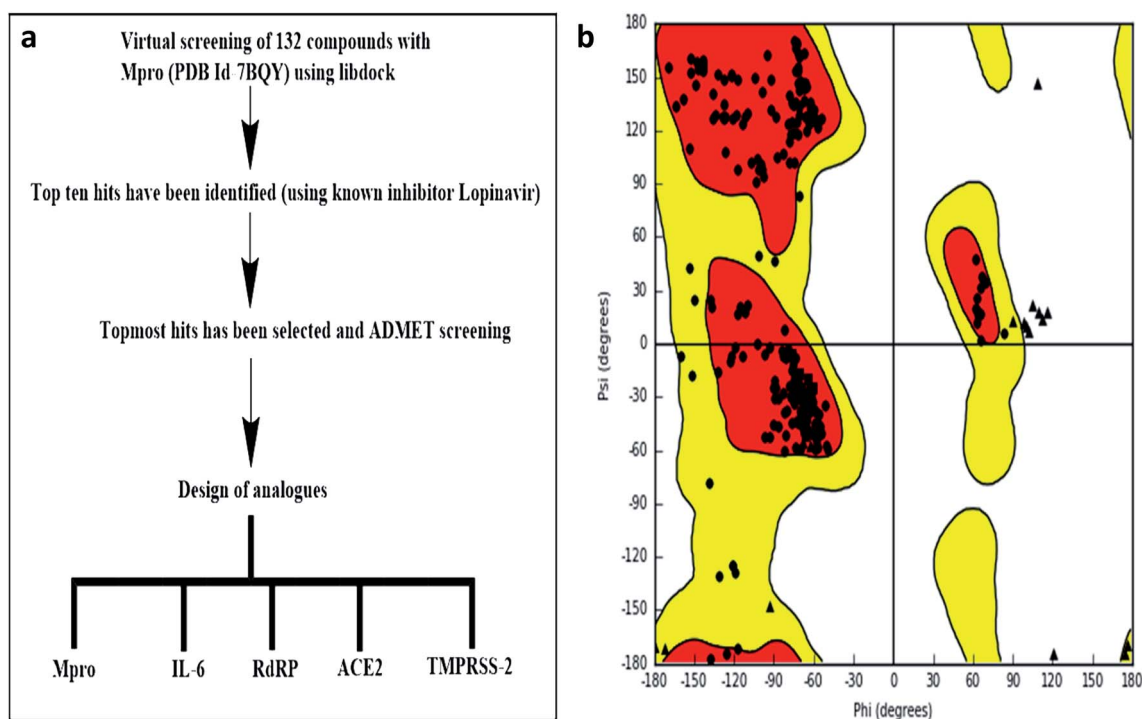 a
Virtual screening of 132 compounds with
Mpro (PDB Id-7BQY) using libdock
Top ten hits have been identified (using known inhibitor Lopinavir)
Topmost hits has been selected and ADMET screening
Design of analogues
Mpro IL-6 RdRP ACE2 TMPRSS-2
b
180
150
120
90
60
30
0
-30
-60
-90
-120
-150
-180
Psi (degrees)
-180 -150 -120 -90 -60 -30 0 30 60 90 120 150 180
Phi (degrees)